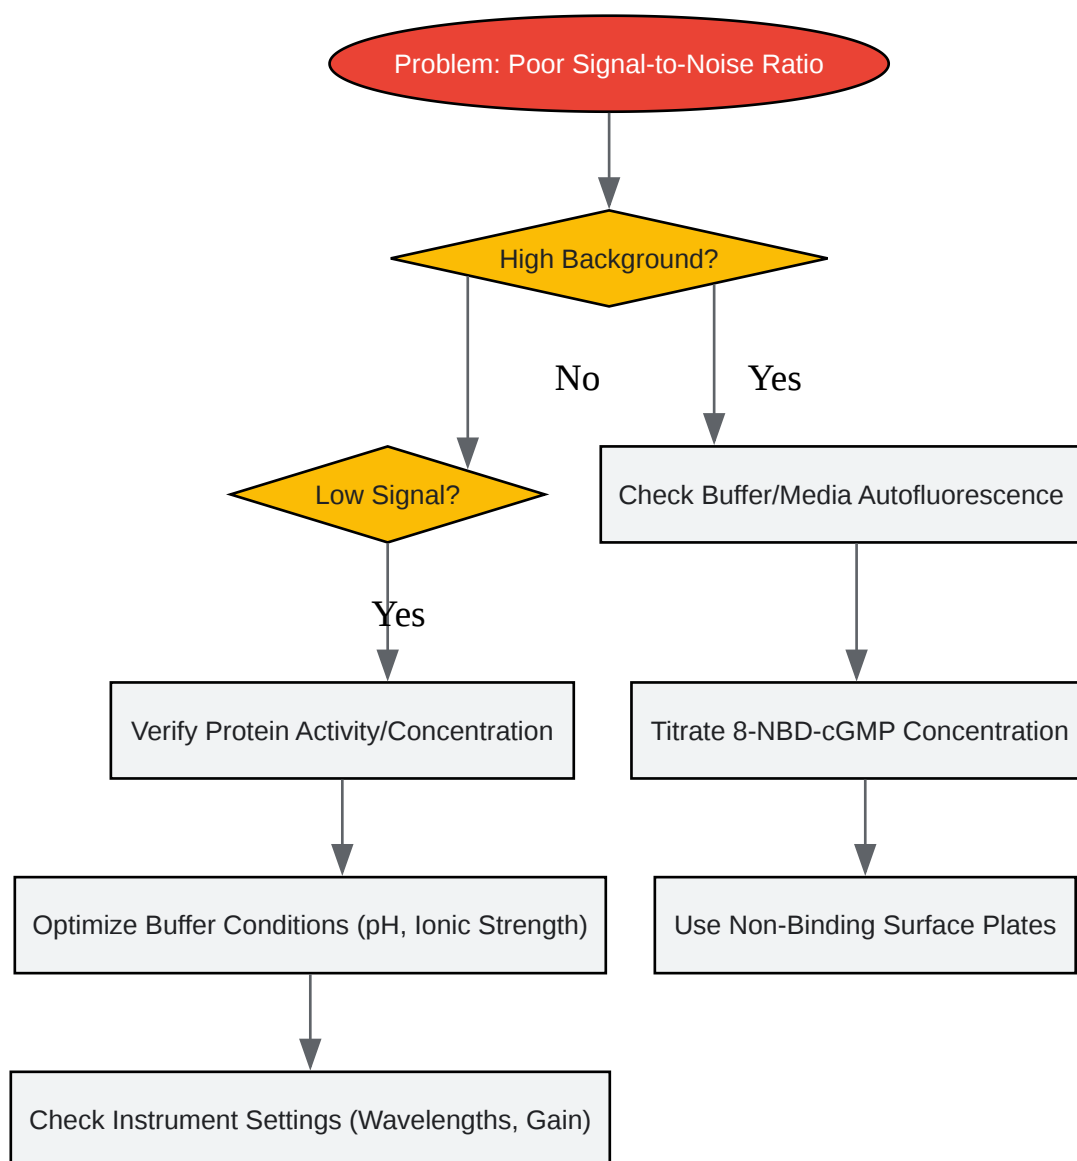 Problem: Poor Signal-to-Noise Ratio
High Background?
No
Yes
Low Signal?
Check Buffer/Media Autofluorescence
Yes
Verify Protein Activity/Concentration
Titrate 8-NBD-cGMP Concentration
Optimize Buffer Conditions (pH, Ionic Strength)
Use Non-Binding Surface Plates
Check Instrument Settings (Wavelengths, Gain)